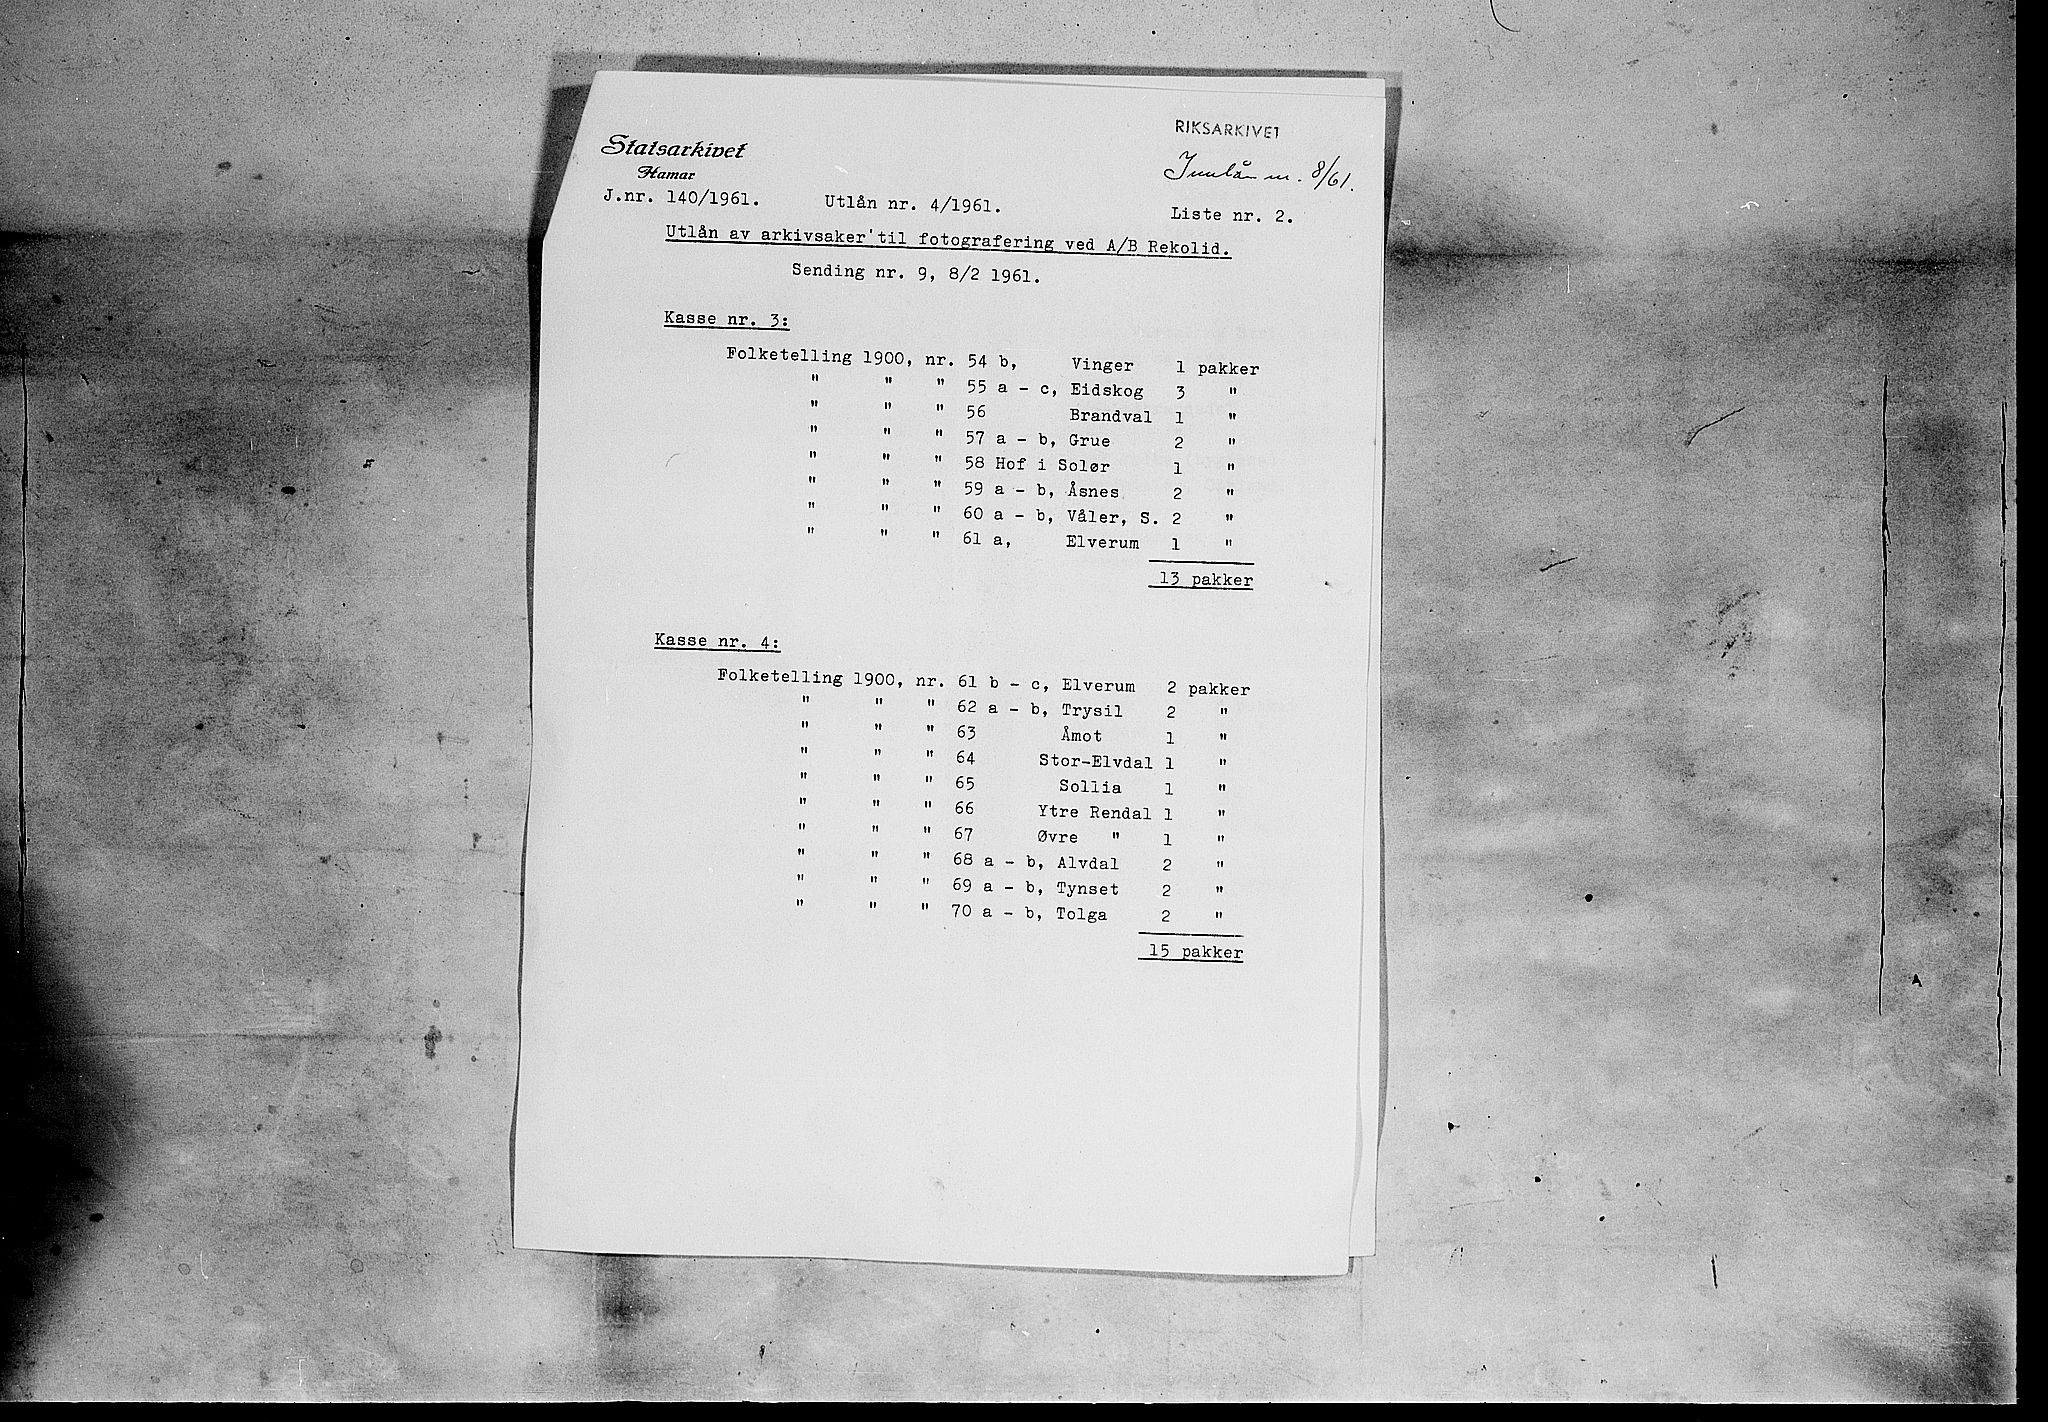 RIKSARKIVET
Statsarkivet
Hamar
Innlån nr. 8/61.
J.nr. 140/1961. Utlån nr. 4/1961. Liste nr. 2.
Utlån av arkivsaker til fotografering ved A/B Rekolid.
Sending nr. 9, 8/2 1961.
Kasse nr. 3:
Folketelling 1900, nr. 54 b, Vinger 1 pakker
" " " 55 a - c, Eidskog 3 "
" " " 56 Brandval 1 "
" " " 57 a - b, Grue 2 "
" " " 58 Hof i Solør 1 "
" " " 59 a - b, Åsnes 2 "
" " " 60 a - b, Våler, S. 2 "
" " " 61 a, Elverum 1 "
13 pakker
Kasse nr. 4:
Folketelling 1900, nr. 61 b - c, Elverum 2 pakker
" " " 62 a - b, Trysil 2 "
" " " 63 Åmot 1 "
" " " 64 Stor-Elvdal 1 "
" " " 65 Sollia 1 "
" " " 66 Ytre Rendal 1 "
" " " 67 Øvre " 1 "
" " " 68 a - b, Alvdal 2 "
" " " 69 a - b, Tynset 2 "
" " " 70 a - b, Tolga 2 "
15 pakker